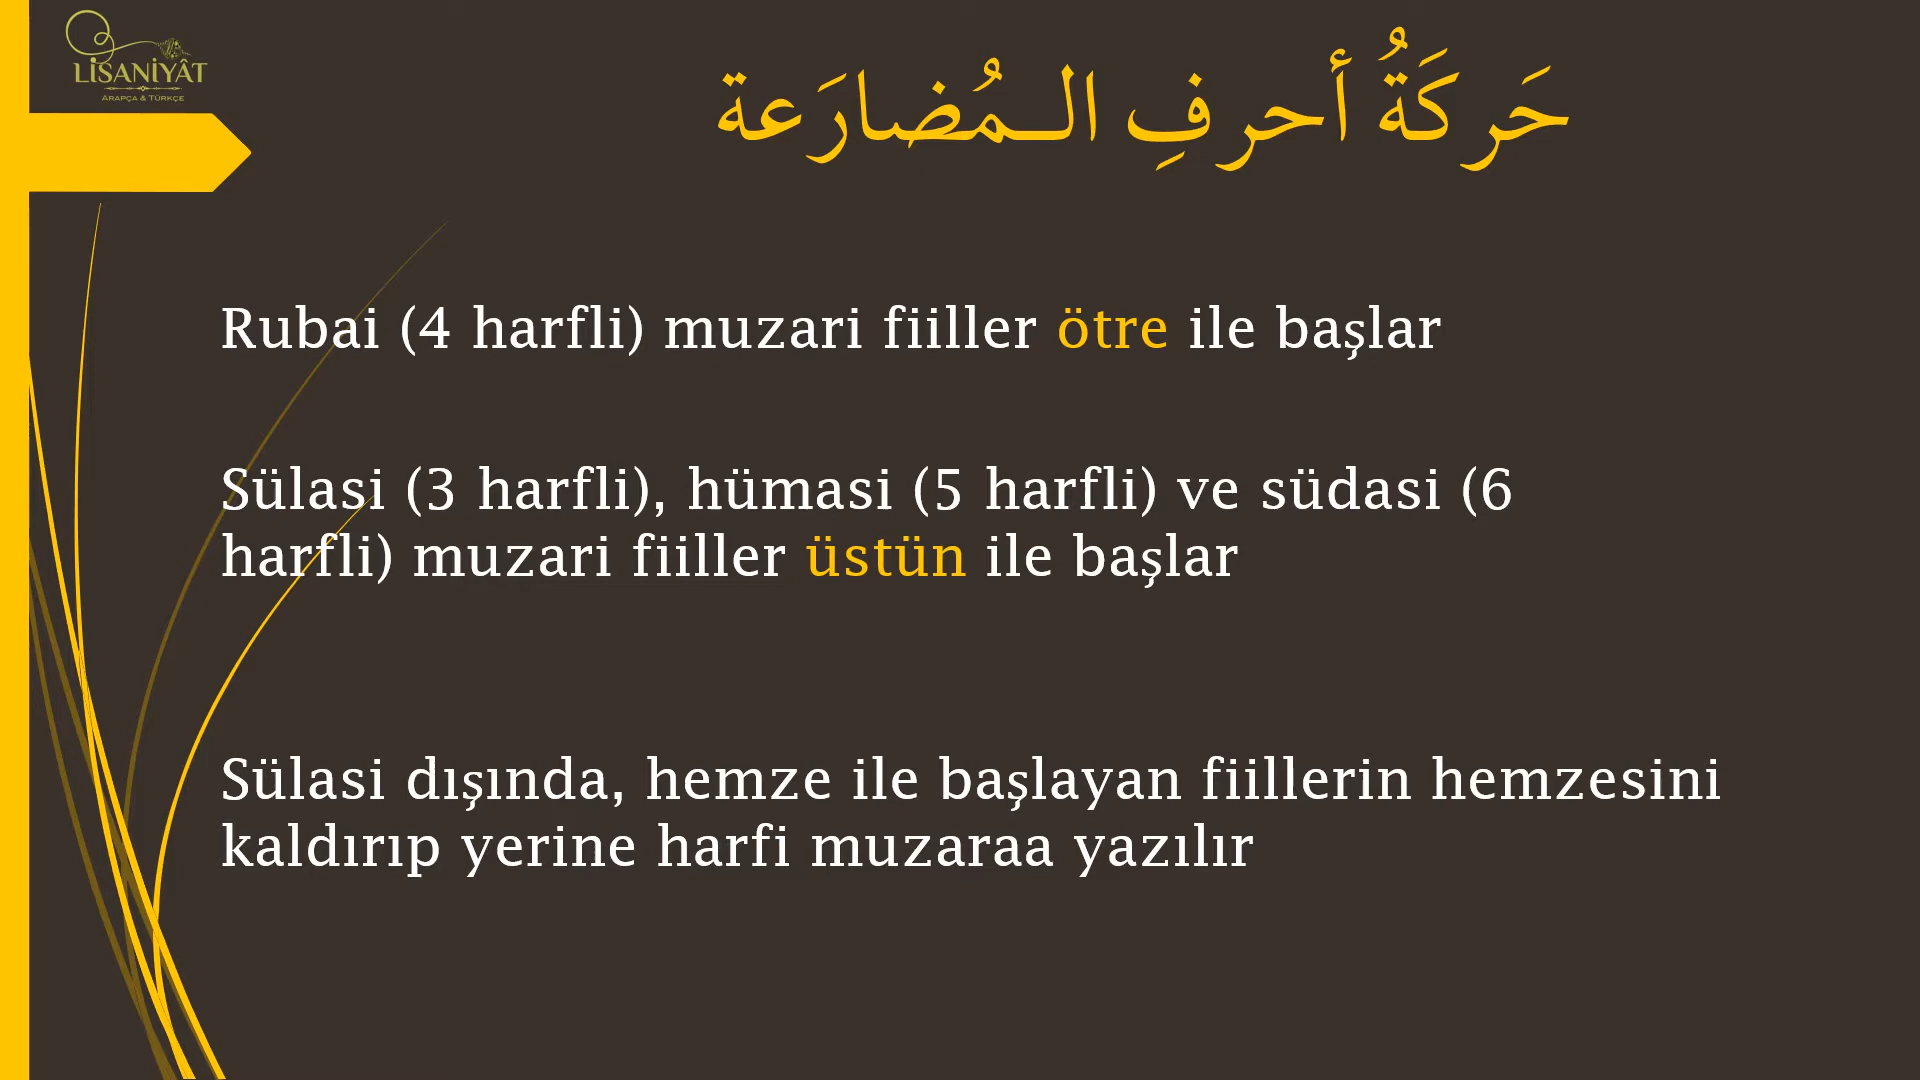 LİSANİYÂT
ARAPÇA & TÜRKÇE
حَركَةُ أحرفِ الـمُضارَعة
Rubai (4 harfli) muzari fiiller ötre ile başlar
Sülasi (3 harfli), hümasi (5 harfli) ve südasi (6
harfli) muzari fiiller üstün ile başlar
Sülasi dışında, hemze ile başlayan fiillerin hemzesini
kaldırıp yerine harfi muzaraa yazılır